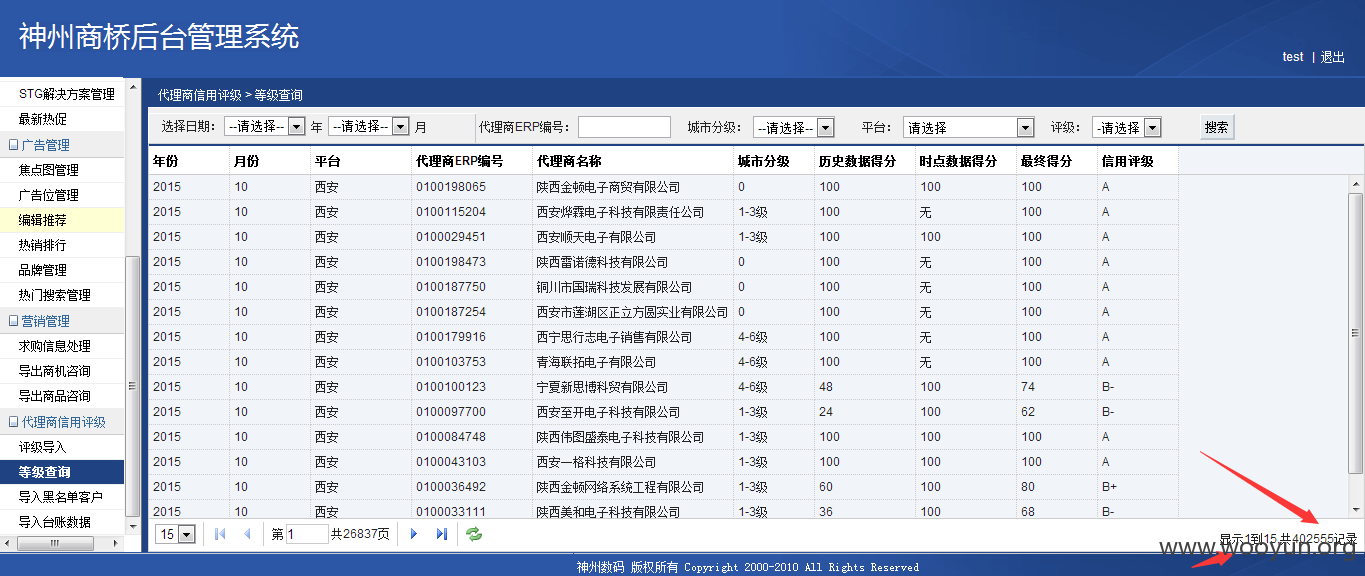 神州商桥后台管理系统
test | 退出
STG解决方案管理
最新热促
广告管理
焦点图管理
广告位管理
编辑推荐
热销排行
品牌管理
热门搜索管理
营销管理
求购信息处理
导出商机咨询
导出商品咨询
代理商信用评级
评级导入
等级查询
导入黑名单客户
导入台账数据
代理商信用评级 > 等级查询
选择日期： --请选择-- 年 --请选择-- 月 代理商ERP编号： 城市分级： --请选择-- 平台： 请选择 评级： -请选择 搜索
年份 月份 平台 代理商ERP编号 代理商名称 城市分级 历史数据得分 时点数据得分 最终得分 信用评级
2015 10 西安 0100198065 陕西金顿电子商贸有限公司 0 100 100 100 A
2015 10 西安 0100115204 西安烨霖电子科技有限责任公司 1-3级 100 无 100 A
2015 10 西安 0100029451 西安顺天电子有限公司 1-3级 100 100 100 A
2015 10 西安 0100198473 陕西雷诺德科技有限公司 0 100 无 100 A
2015 10 西安 0100187750 铜川市国瑞科技发展有限公司 0 100 无 100 A
2015 10 西安 0100187254 西安市莲湖区正立方圆实业有限公司 0 100 无 100 A
2015 10 西安 0100179916 西宁思行志电子销售有限公司 4-6级 100 无 100 A
2015 10 西安 0100103753 青海联拓电子有限公司 4-6级 100 无 100 A
2015 10 西安 0100100123 宁夏新思博科贸有限公司 4-6级 48 100 74 B-
2015 10 西安 0100097700 西安至开电子科技有限公司 1-3级 24 100 62 B-
2015 10 西安 0100084748 陕西伟图盛泰电子科技有限公司 1-3级 100 100 100 A
2015 10 西安 0100043103 西安一格科技有限公司 1-3级 100 100 100 A
2015 10 西安 0100036492 陕西金顿网络系统工程有限公司 1-3级 60 100 80 B+
2015 10 西安 0100033111 陕西美和电子科技有限公司 1-3级 36 100 68 B-
15 第 1 共26837页 显示1到15,共402555记录
www.wooyun.org
神州数码 版权所有 Copyright 2000-2010 All Rights Reserved